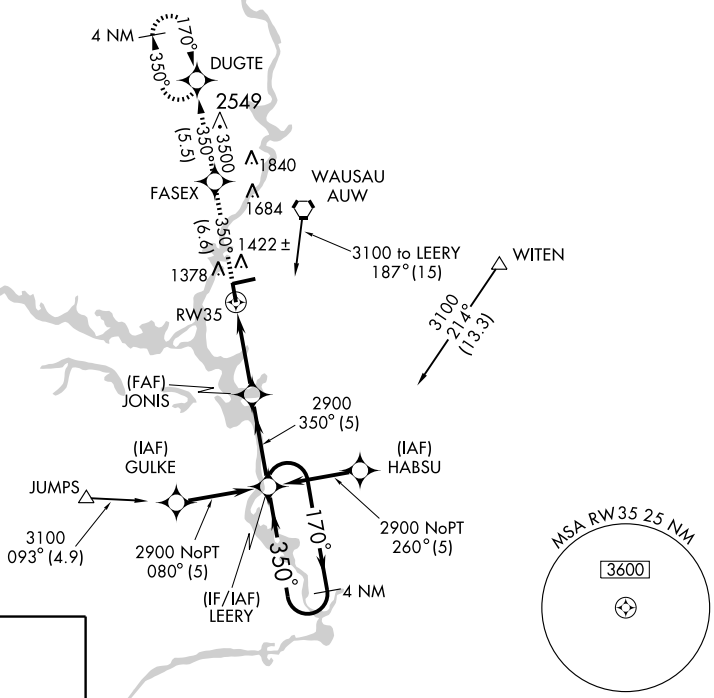 4 NM
170°
350°
DUGTE
2549
350°
(5.5)
3500
1840
FASEX
1684
WAUSAU
AUW
350°
(6.6)
1422 ±
1378
3100 to LEERY
187° (15)
WITEN
3100
214°
(13.3)
RW35
(FAF)
JONIS
2900
350° (5)
(IAF)
GULKE
(IAF)
HABSU
JUMPS
3100
093° (4.9)
2900 NoPT
080° (5)
2900 NoPT
260° (5)
170°
350°
(IF/IAF)
LEERY
4 NM
MSA RW35 25 NM
3600